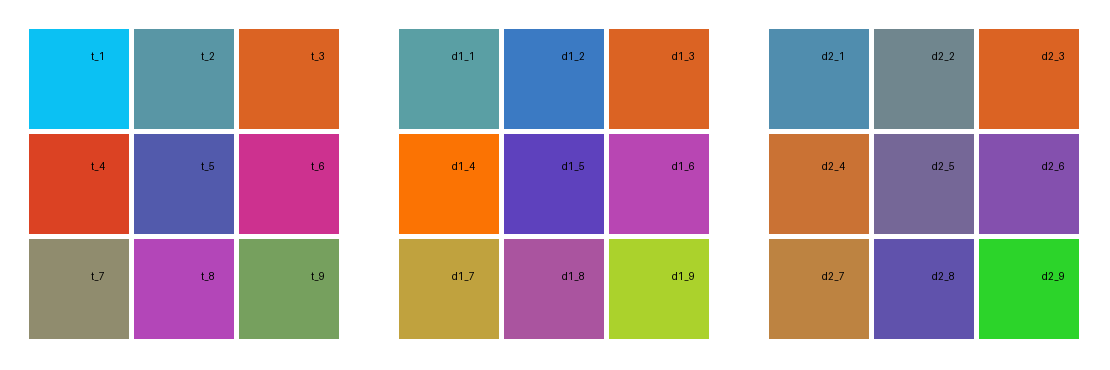 t_1 t_2 t_3 d1_1 d1_2 d1_3 d2_1 d2_2 d2_3
t_4 t_5 t_6 d1_4 d1_5 d1_6 d2_4 d2_5 d2_6
t_7 t_8 t_9 d1_7 d1_8 d1_9 d2_7 d2_8 d2_9